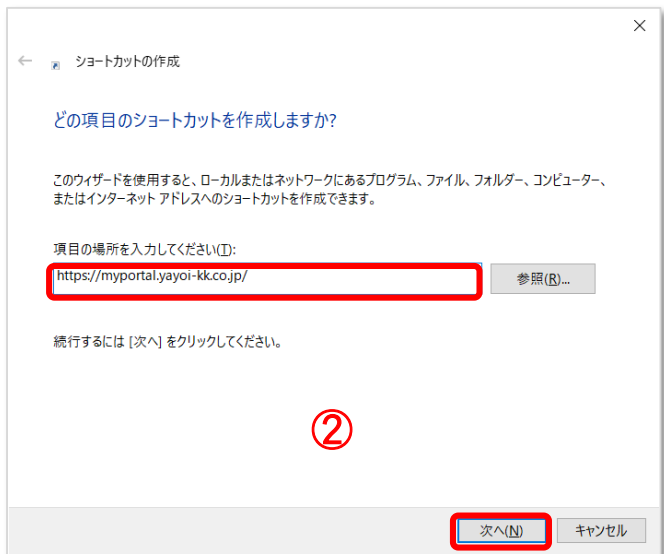 ショートカットの作成
どの項目のショートカットを作成しますか?
このウィザードを使用すると、ローカルまたはネットワークにあるプログラム、ファイル、フォルダー、コンピューター、
またはインターネット アドレスへのショートカットを作成できます。
項目の場所を入力してください(T):
https://myportal.yayoi-kk.co.jp/
参照(R)...
続行するには [次へ] をクリックしてください。
②
次へ(N)
キャンセル